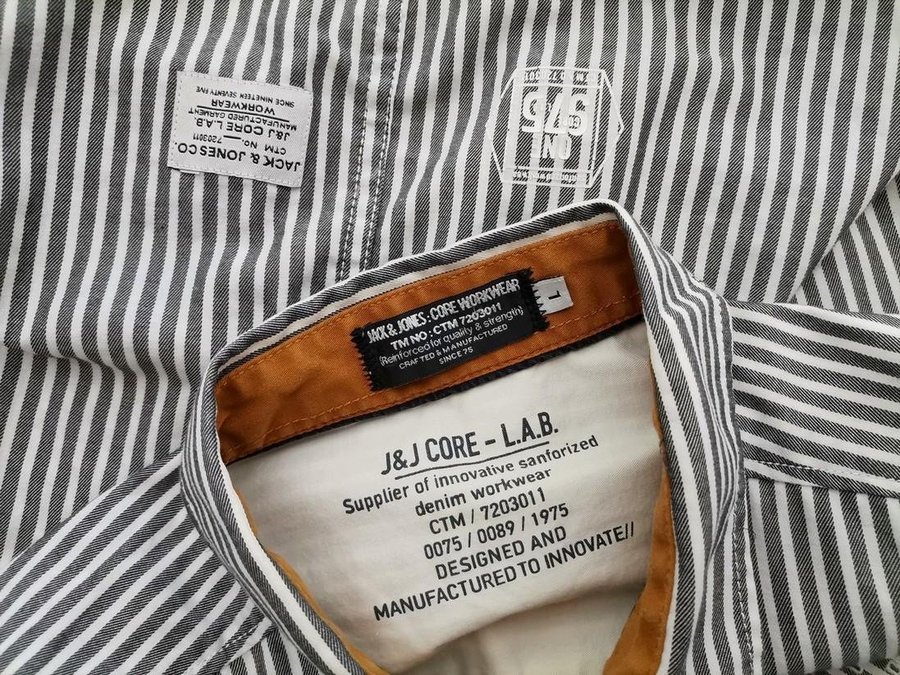 JACK & JONES CO.
CTM No. 7203011
J&J CORE L.A.B.
MANUFACTURED GARMENT
WORKWEAR
SINCE NINETEEN SEVENTY FIVE
ONE
975
JACK & JONES · CORE WORKWEAR
TM NO : CTM 7203011
(Reinforced for quality & strength)
CRAFTED & MANUFACTURED
SINCE 75
L
J&J CORE - L.A.B.
Supplier of innovative sanforized
denim workwear
CTM / 7203011
0075 / 0089 / 1975
DESIGNED AND
MANUFACTURED TO INNOVATE//